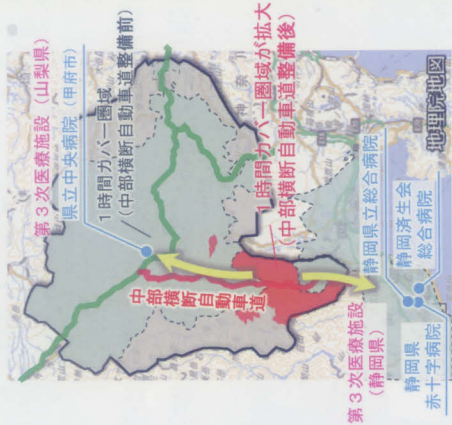 第3次医療施設（山梨県）
県立中央病院（甲府市）
1時間カバー圏域
（中部横断自動車道整備前）
中部横断自動車道
1時間カバー圏域が拡大
（中部横断自動車道整備後）
第3次医療施設
（静岡県）
静岡県立総合病院
静岡済生会
総合病院
静岡県
赤十字病院
地理院地図